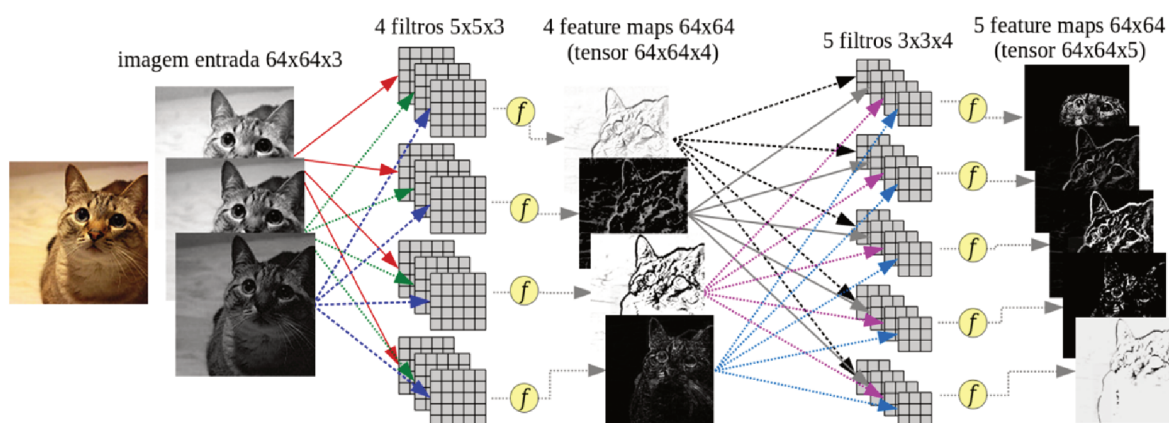 imagem entrada 64x64x3
4 filtros 5x5x3
4 feature maps 64x64
(tensor 64x64x4)
5 filtros 3x3x4
5 feature maps 64x64
(tensor 64x64x5)
f
f
f
f
f
f
f
f
f